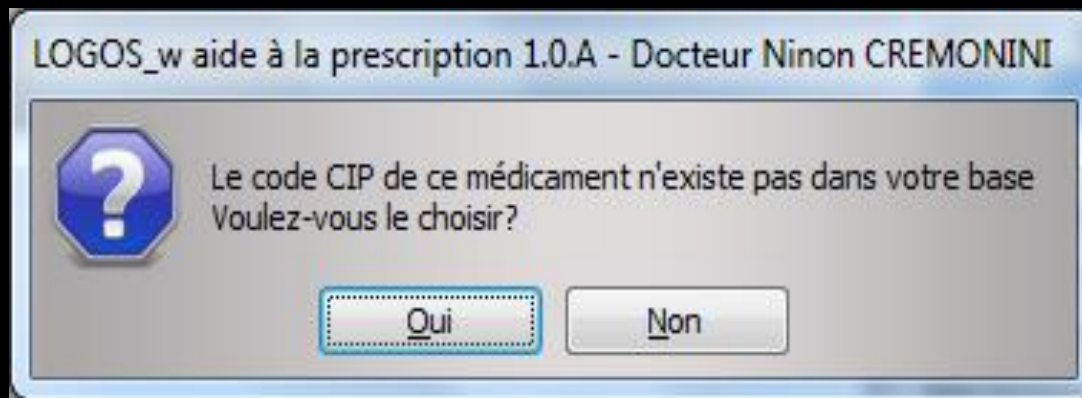 LOGOS_w aide à la prescription 1.0.A - Docteur Ninon CREMONINI
Le code CIP de ce médicament n'existe pas dans votre base
Voulez-vous le choisir?
Oui
Non